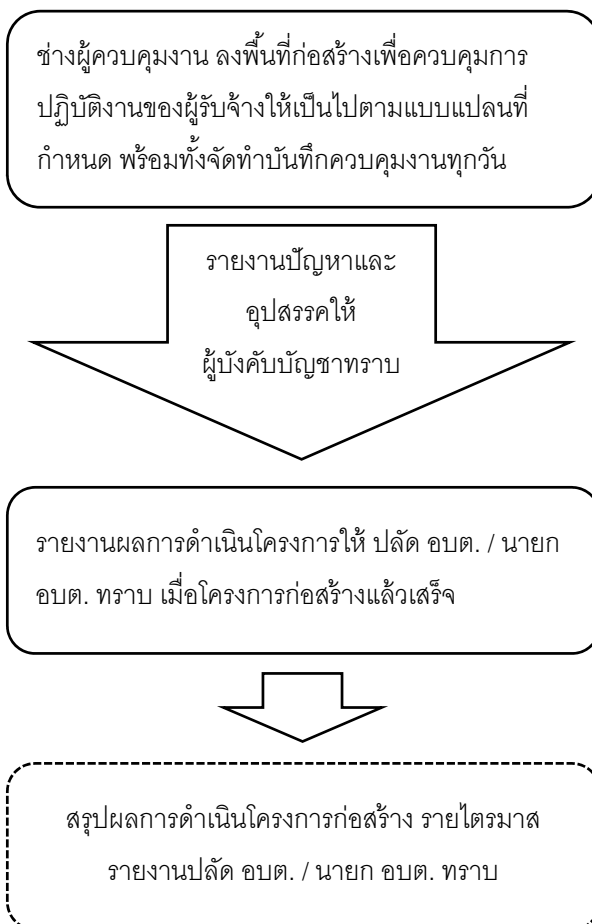 ช่างผู้ควบคุมงาน ลงพื้นที่ก่อสร้างเพื่อควบคุมการ
ปฏิบัติงานของผู้รับจ้างให้เป็นไปตามแบบแปลนที่
กำหนด พร้อมทั้งจัดทำบันทึกควบคุมงานทุกวัน
รายงานปัญหาและ
อุปสรรคให้
ผู้บังคับบัญชาทราบ
รายงานผลการดำเนินโครงการให้ ปลัด อบต. / นายก
อบต. ทราบ เมื่อโครงการก่อสร้างแล้วเสร็จ
สรุปผลการดำเนินโครงการก่อสร้าง รายไตรมาส
รายงานปลัด อบต. / นายก อบต. ทราบ